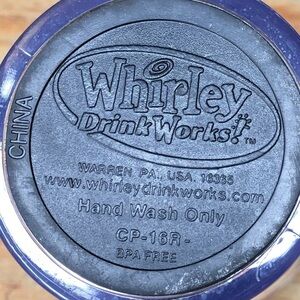 Whirley
DrinkWorks!™
WARREN PA., USA, 16365
www.whirleydrinkworks.com
Hand Wash Only
CP-16R-
BPA FREE
CHINA